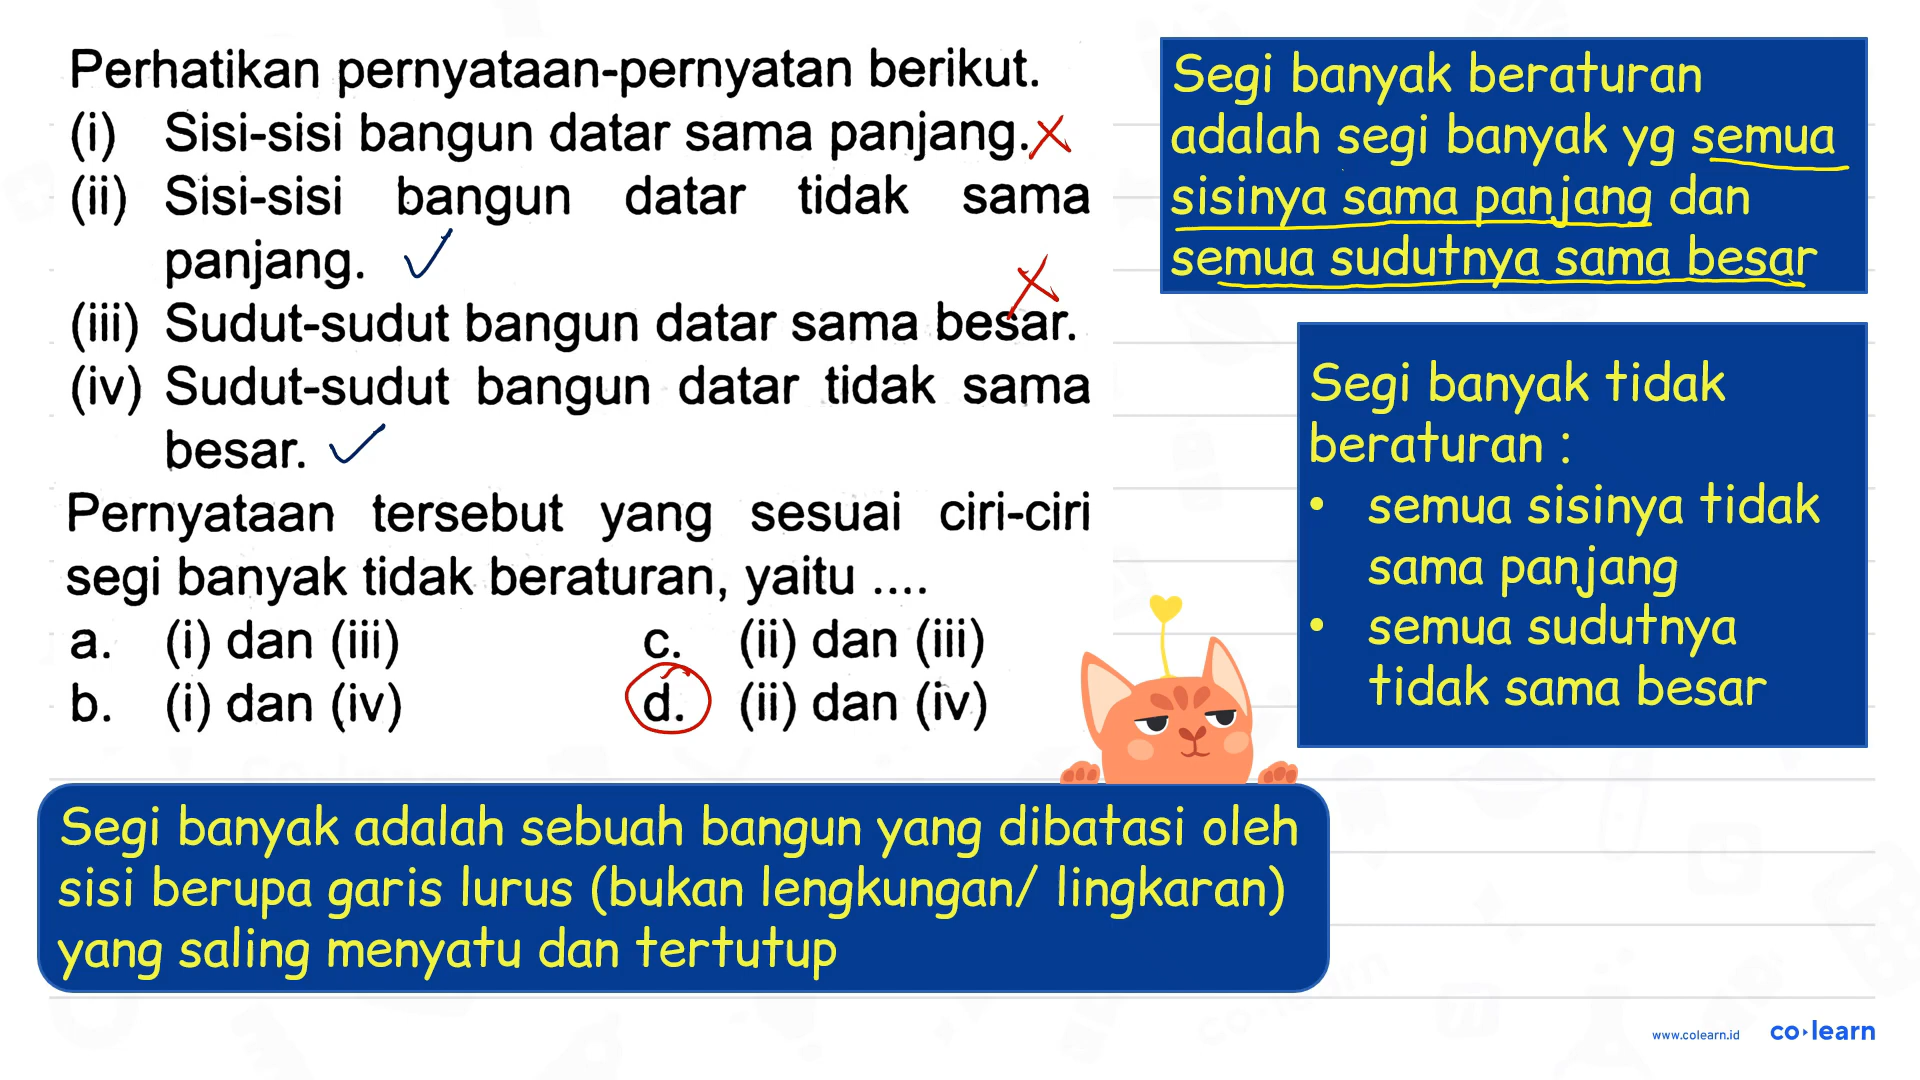 Perhatikan pernyataan-pernyatan berikut.
(i) Sisi-sisi bangun datar sama panjang.
(ii) Sisi-sisi bangun datar tidak sama
panjang.
(iii) Sudut-sudut bangun datar sama besar.
(iv) Sudut-sudut bangun datar tidak sama
besar.
Pernyataan tersebut yang sesuai ciri-ciri
segi banyak tidak beraturan, yaitu ....
a. (i) dan (iii) c. (ii) dan (iii)
b. (i) dan (iv) d. (ii) dan (iv)
Segi banyak beraturan
adalah segi banyak yg semua
sisinya sama panjang dan
semua sudutnya sama besar
Segi banyak tidak
beraturan :
• semua sisinya tidak
sama panjang
• semua sudutnya
tidak sama besar
Segi banyak adalah sebuah bangun yang dibatasi oleh
sisi berupa garis lurus (bukan lengkungan/ lingkaran)
yang saling menyatu dan tertutup
www.colearn.id co learn